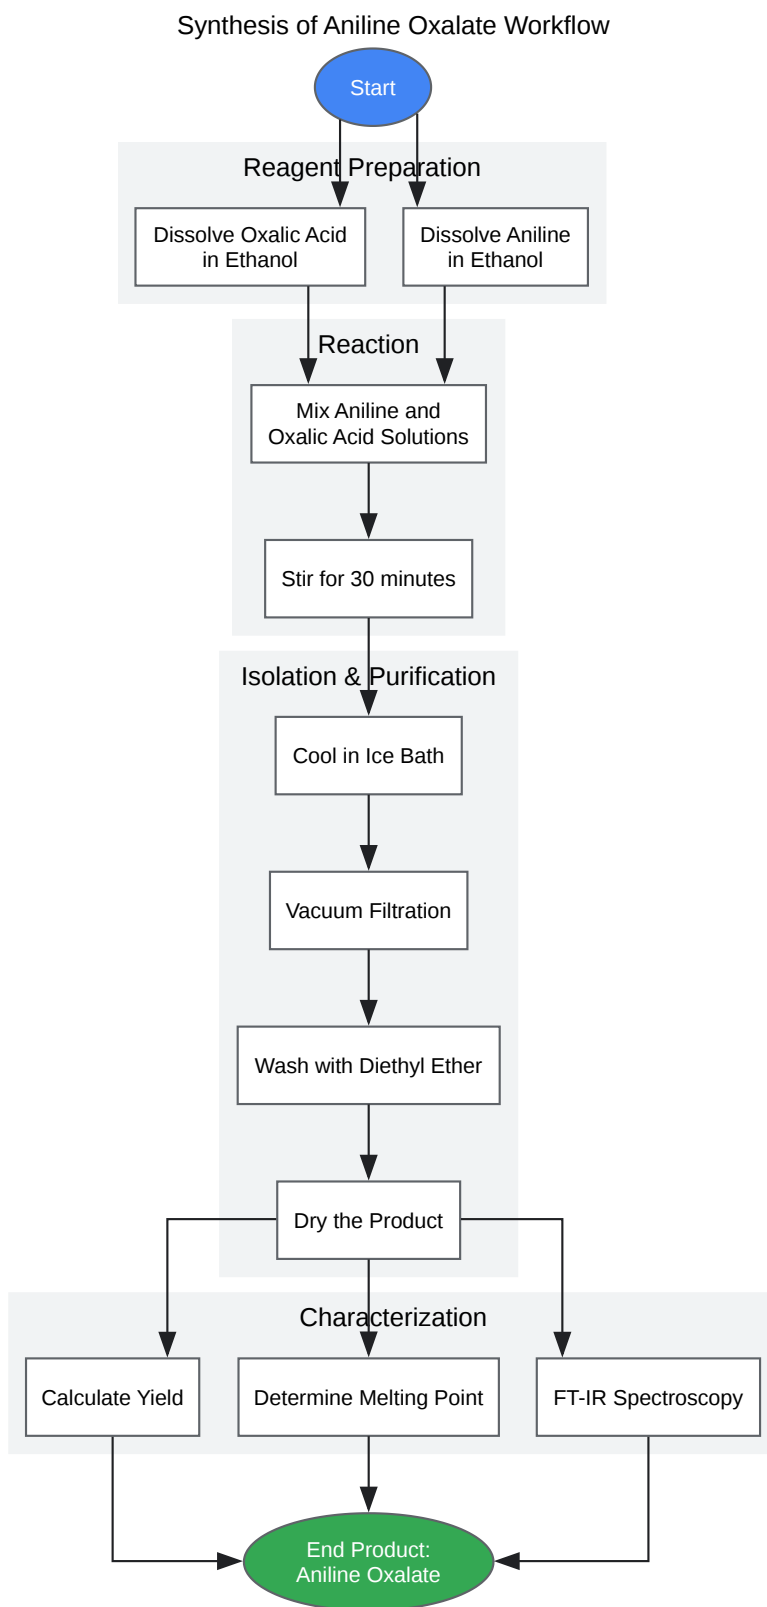 Synthesis of Aniline Oxalate Workflow
Start
Reagent Preparation
Dissolve Oxalic Acid
in Ethanol
Dissolve Aniline
in Ethanol
Reaction
Mix Aniline and
Oxalic Acid Solutions
Stir for 30 minutes
Isolation & Purification
Cool in Ice Bath
Vacuum Filtration
Wash with Diethyl Ether
Dry the Product
Characterization
Calculate Yield
Determine Melting Point
FT-IR Spectroscopy
End Product:
Aniline Oxalate